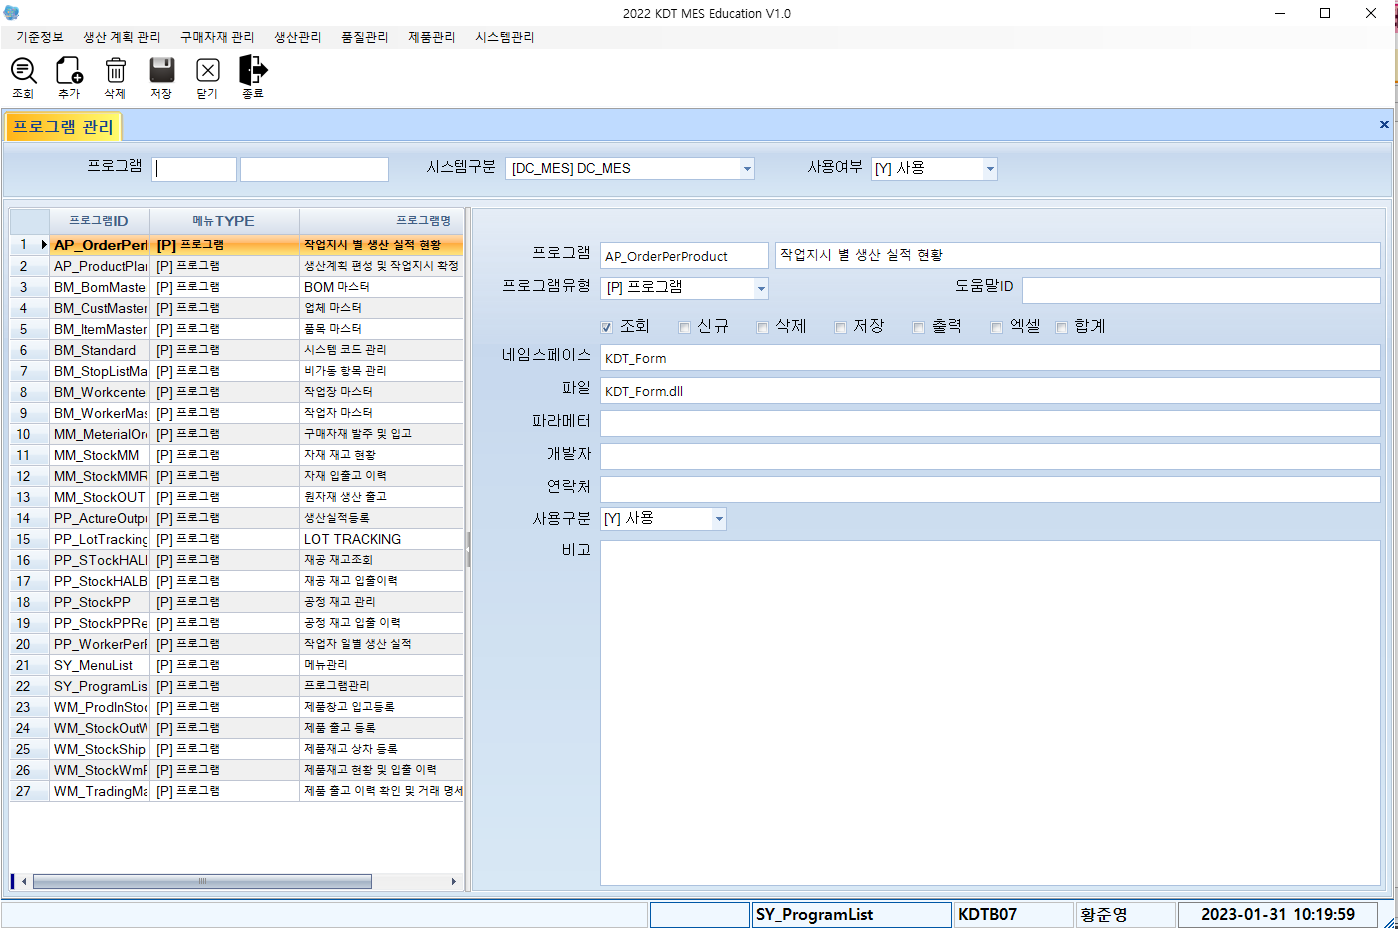 2022 KDT MES Education V1.0
기준정보 생산 계획 관리 구매자재 관리 생산관리 품질관리 제품관리 시스템관리
조회 추가 삭제 저장 닫기 종료
프로그램 관리
프로그램 시스템구분 [DC_MES] DC_MES 사용여부 [Y] 사용
프로그램ID 메뉴TYPE 프로그램명
1 AP_OrderPerl [P] 프로그램 작업지시 별 생산 실적 현황
2 AP_ProductPlai [P] 프로그램 생산계획 편성 및 작업지시 확정
3 BM_BomMaste [P] 프로그램 BOM 마스터
4 BM_CustMaster [P] 프로그램 업체 마스터
5 BM_ItemMaster [P] 프로그램 품목 마스터
6 BM_Standard [P] 프로그램 시스템 코드 관리
7 BM_StopListMa [P] 프로그램 비가동 항목 관리
8 BM_Workcente [P] 프로그램 작업장 마스터
9 BM_WorkerMas [P] 프로그램 작업자 마스터
10 MM_MeterialOr [P] 프로그램 구매자재 발주 및 입고
11 MM_StockMM [P] 프로그램 자재 재고 현황
12 MM_StockMMR [P] 프로그램 자재 입출고 이력
13 MM_StockOUT [P] 프로그램 원자재 생산 출고
14 PP_ActureOutpu [P] 프로그램 생산실적등록
15 PP_LotTracking [P] 프로그램 LOT TRACKING
16 PP_STockHALI [P] 프로그램 재공 재고조회
17 PP_StockHALB [P] 프로그램 재공 재고 입출이력
18 PP_StockPP [P] 프로그램 공정 재고 관리
19 PP_StockPPRe [P] 프로그램 공정 재고 입출 이력
20 PP_WorkerPerl [P] 프로그램 작업자 일별 생산 실적
21 SY_MenuList [P] 프로그램 메뉴관리
22 SY_ProgramLis [P] 프로그램 프로그램관리
23 WM_ProdInStoc [P] 프로그램 제품창고 입고등록
24 WM_StockOutW [P] 프로그램 제품 출고 등록
25 WM_StockShip [P] 프로그램 제품재고 상차 등록
26 WM_StockWmF [P] 프로그램 제품재고 현황 및 입출 이력
27 WM_TradingMa [P] 프로그램 제품 출고 이력 확인 및 거래 명세
프로그램 AP_OrderPerProduct 작업지시 별 생산 실적 현황
프로그램유형 [P] 프로그램 도움말ID
조회 신규 삭제 저장 출력 엑셀 합계
네임스페이스 KDT_Form
파일 KDT_Form.dll
파라메터
개발자
연락처
사용구분 [Y] 사용
비고
SY_ProgramList KDTB07 황준영 2023-01-31 10:19:59